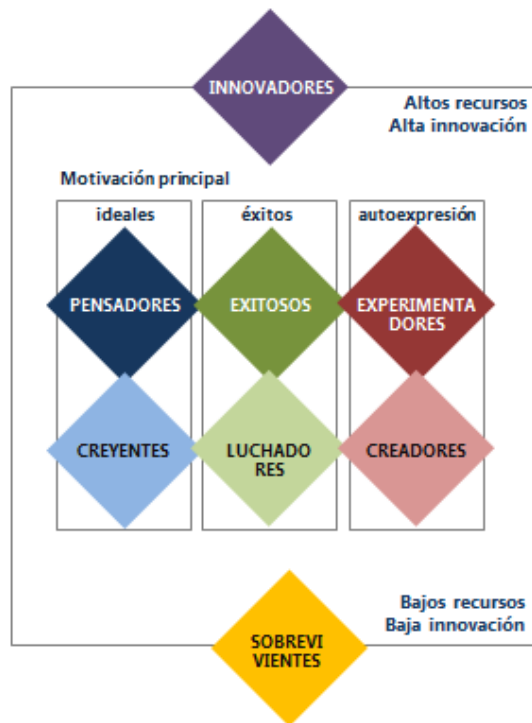 INNOVADORES
Altos recursos
Alta innovación
Motivación principal
ideales
éxitos
autoexpresión
PENSADORES
EXITOSOS
EXPERIMENTA
DORES
CREYENTES
LUCHADO
RES
CREADORES
Bajos recursos
Baja innovación
SOBREVI
VIENTES